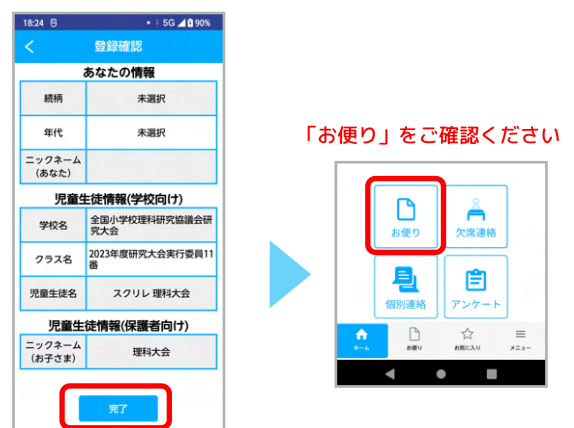 18:24
5G 90%
登録確認
あなたの情報
続柄 未選択
年代 未選択
ニックネーム
(あなた)
児童生徒情報(学校向け)
学校名 全国小学校理科研究協議会研
究大会
クラス名 2023年度研究大会実行委員11
番
児童生徒名 スクリレ 理科大会
児童生徒情報(保護者向け)
ニックネーム
(お子さま) 理科大会
完了
「お便り」をご確認ください
お便り 欠席連絡
個別連絡 アンケート
ホーム お便り お気に入り メニュー